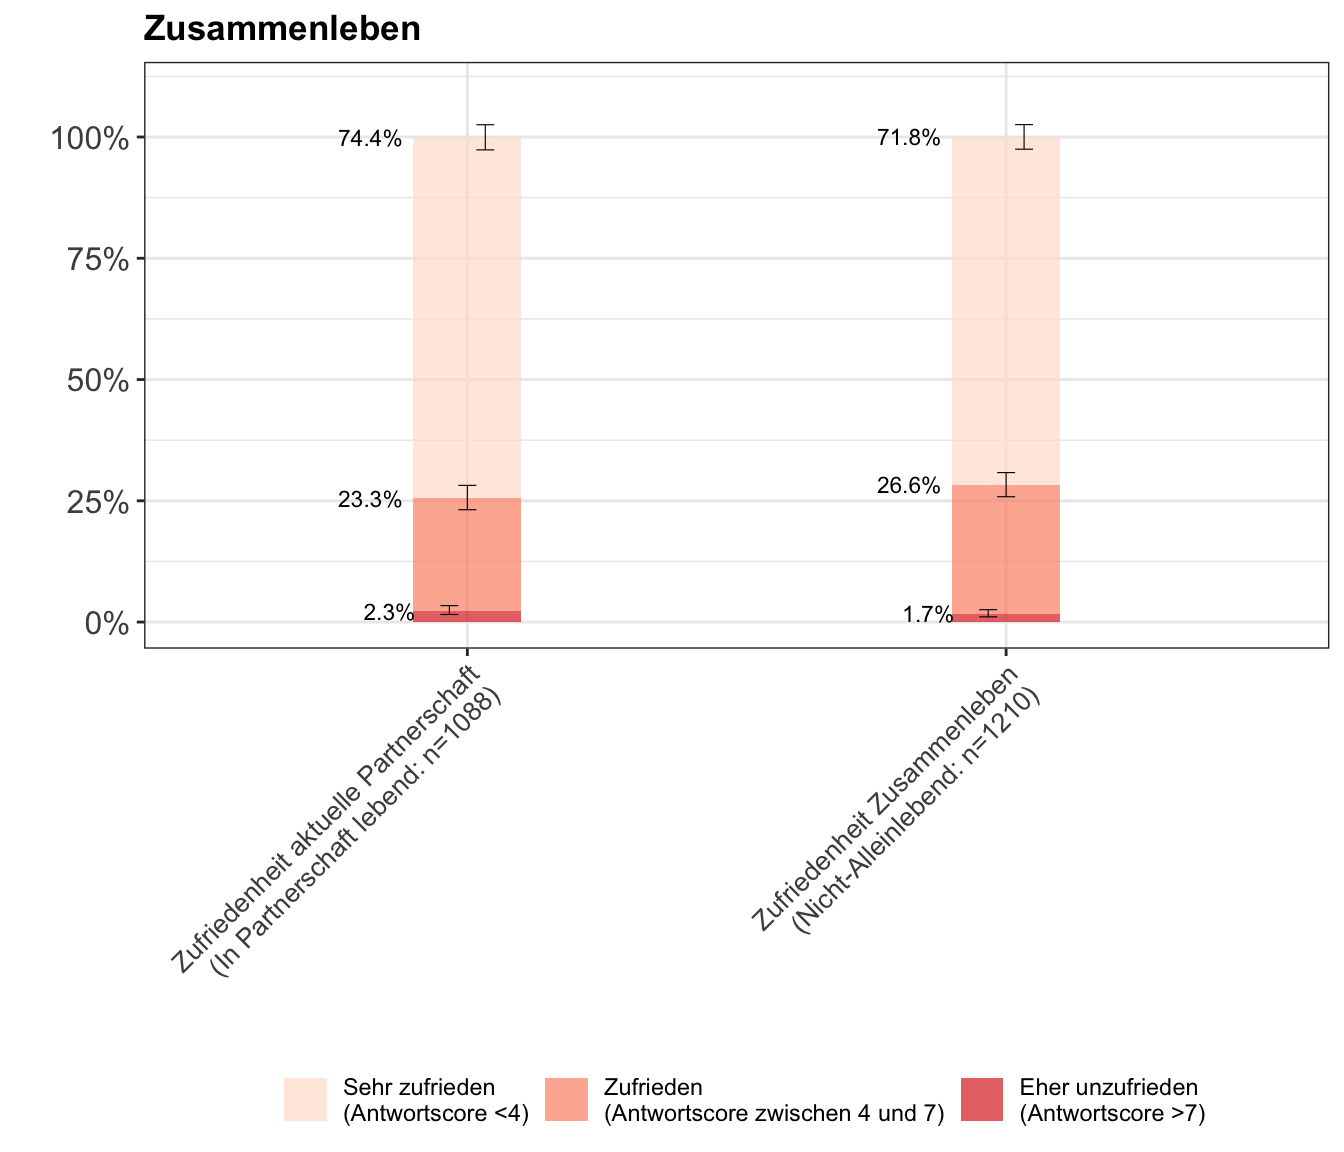 Zusammenleben
100%
75%
50%
25%
0%
74.4%
23.3%
2.3%
71.8%
26.6%
1.7%
Zufriedenheit aktuelle Partnerschaft
(In Partnerschaft lebend: n=1088)
Zufriedenheit Zusammenleben
(Nicht-Alleinlebend: n=1210)
Sehr zufrieden
(Antwortscore <4)
Zufrieden
(Antwortscore zwischen 4 und 7)
Eher unzufrieden
(Antwortscore >7)